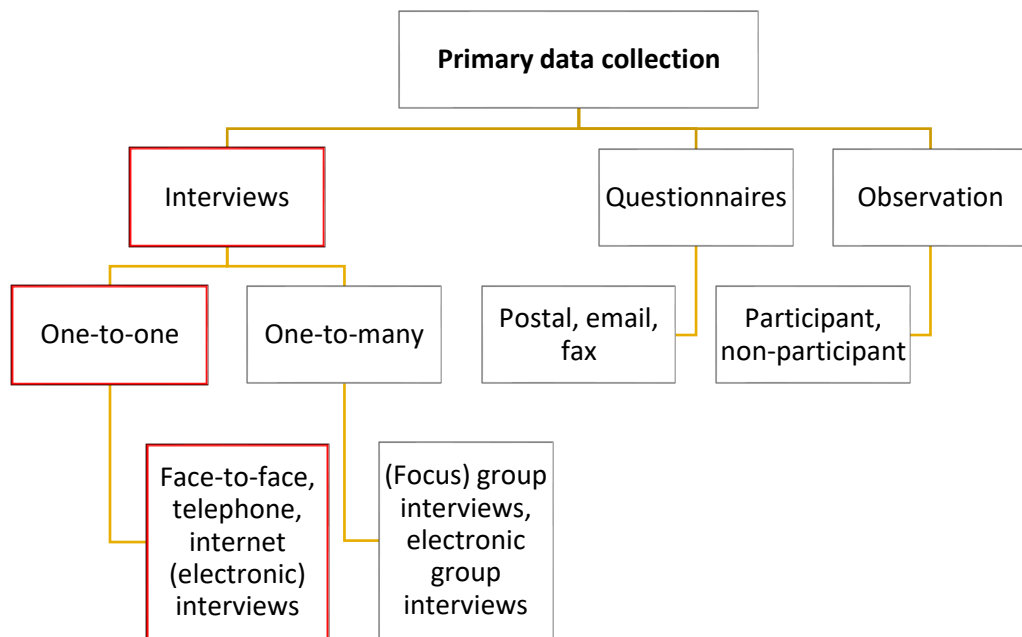 Primary data collection
Interviews
Questionnaires
Observation
One-to-one
One-to-many
Postal, email,
fax
Participant,
non-participant
Face-to-face,
telephone,
internet
(electronic)
interviews
(Focus) group
interviews,
electronic
group
interviews